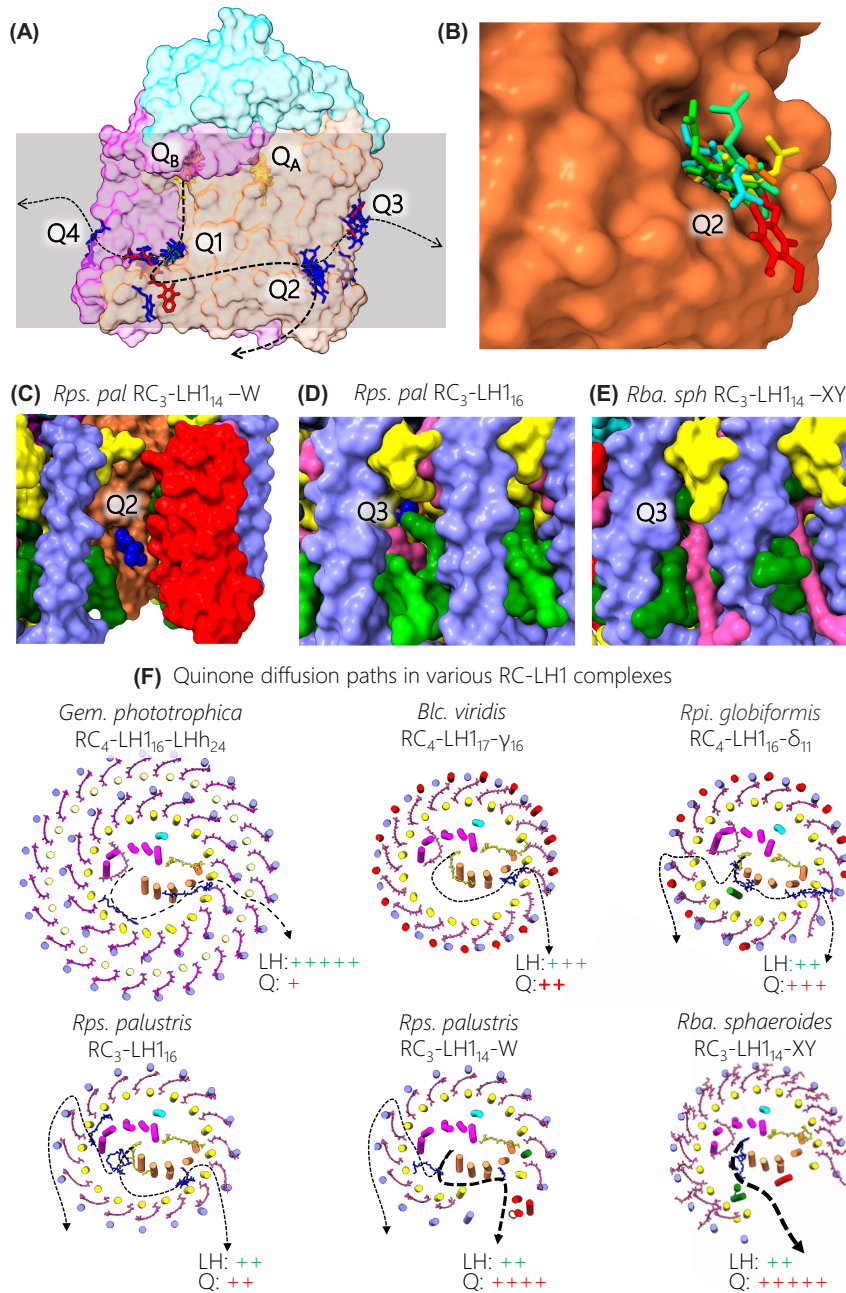 (A)
(B)
Q_B
Q_A
Q3
Q4
Q1
Q2
Q2
(C) Rps. pal RC₃-LH1₁₄ –W
(D) Rps. pal RC₃-LH1₁₆
(E) Rba. sph RC₃-LH1₁₄ –XY
Q2
Q3
Q3
(F) Quinone diffusion paths in various RC-LH1 complexes
Gem. phototrophica
RC₄-LH1₁₆-LHh₂₄
LH:+++++
Q: +
Blc. viridis
RC₄-LH1₁₇-γ₁₆
LH:+++
Q:++
Rpi. globiformis
RC₄-LH1₁₆-δ₁₁
LH:++
Q:+++
Rps. palustris
RC₃-LH1₁₆
LH: ++
Q: ++
Rps. palustris
RC₃-LH1₁₄-W
LH: ++
Q: ++++
Rba. sphaeroides
RC₃-LH1₁₄-XY
LH: ++
Q: +++++